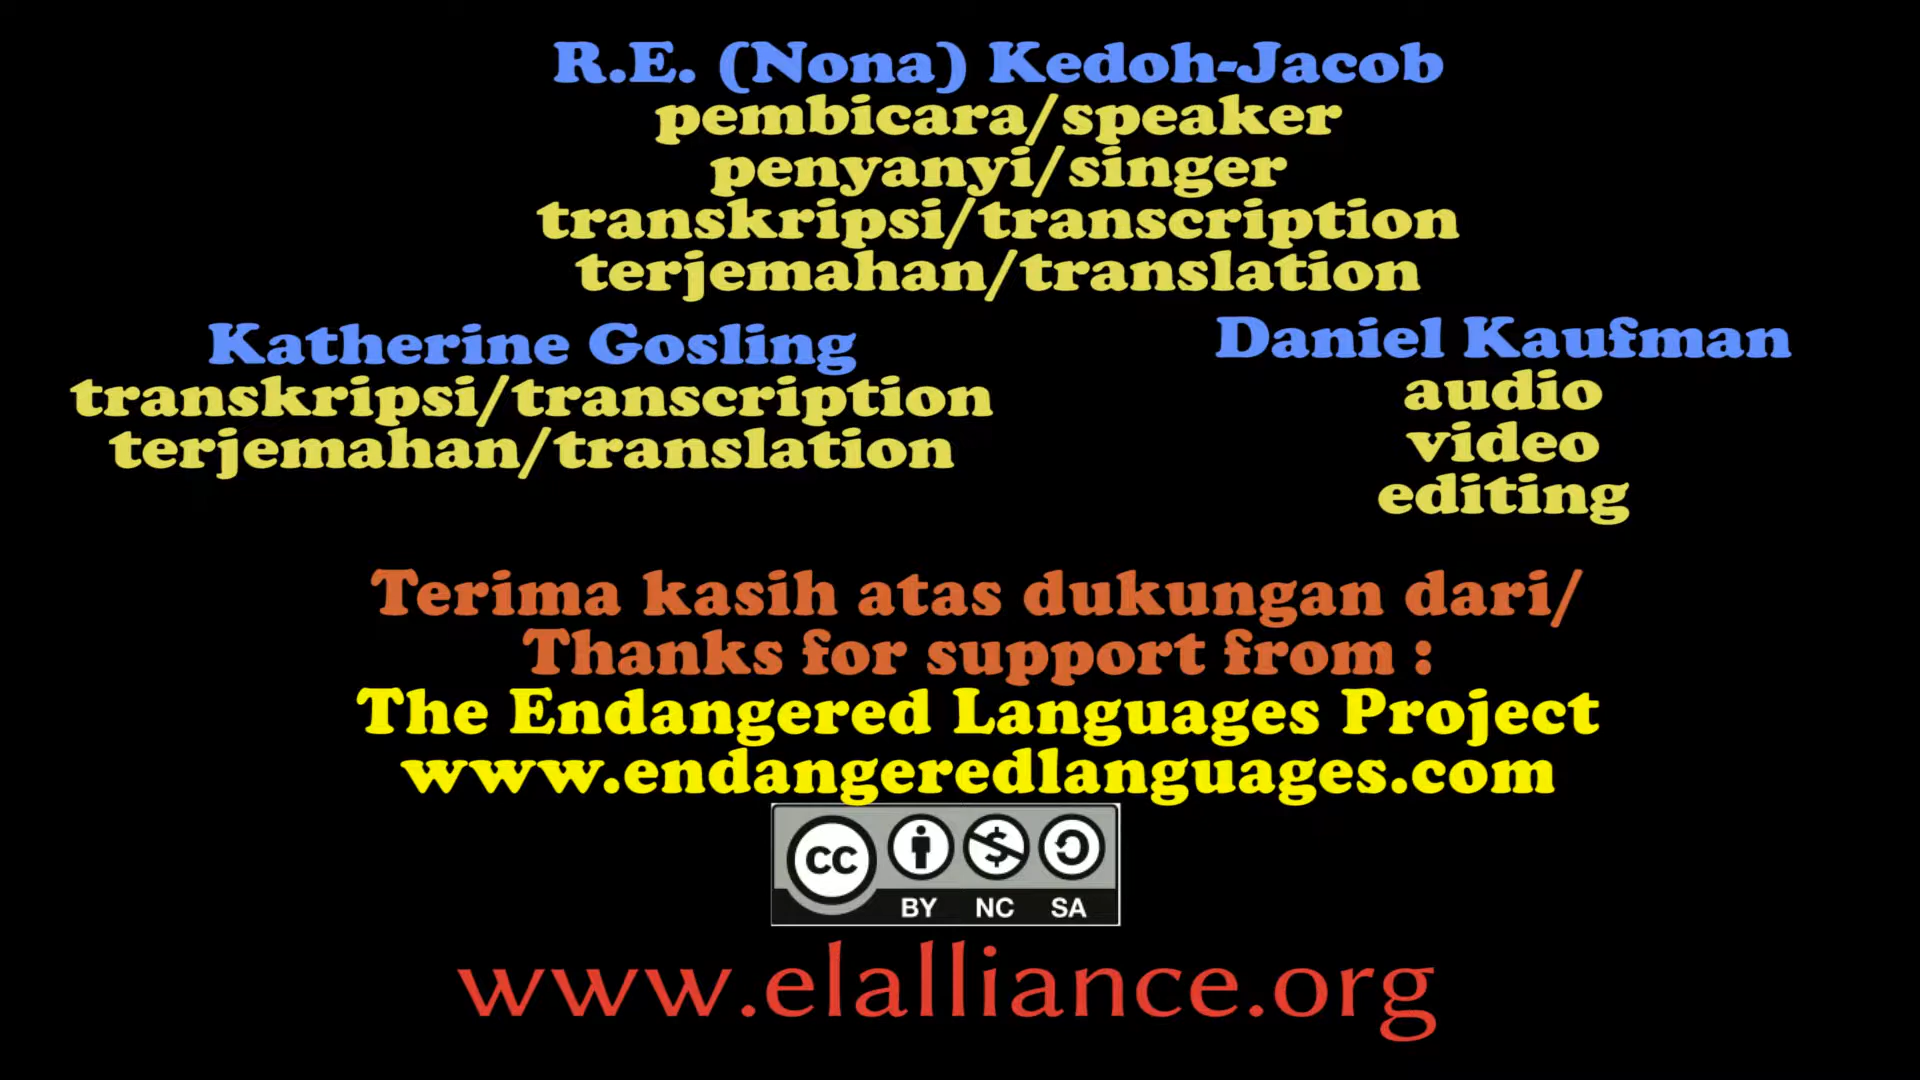 R.E. (Nona) Kedoh-Jacob
pembicara/speaker
penyanyi/singer
transkripsi/transcription
terjemahan/translation
Katherine Gosling
transkripsi/transcription
terjemahan/translation
Daniel Kaufman
audio
video
editing
Terima kasih atas dukungan dari/
Thanks for support from :
The Endangered Languages Project
www.endangeredlanguages.com
cc
BY NC SA
www.elalliance.org